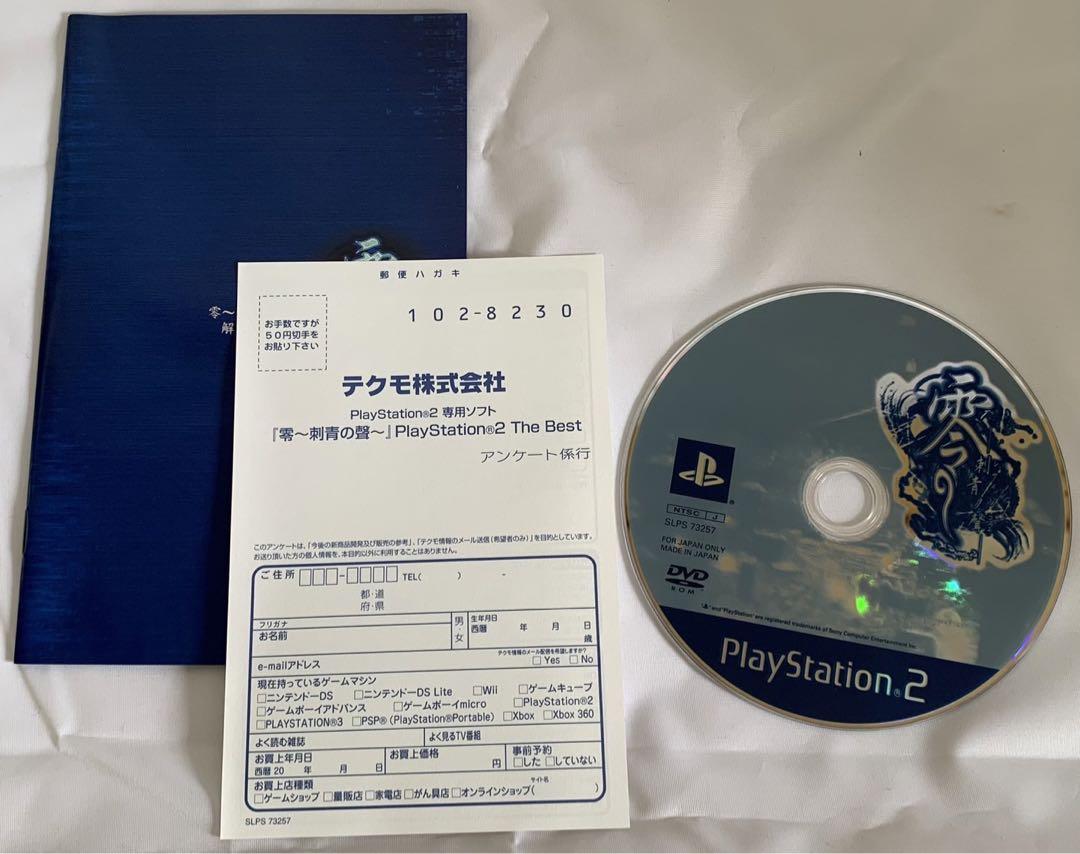 零
零～
解
郵便ハガキ
お手数ですが
50円切手を
お貼り下さい
102-8230
テクモ株式会社
PlayStation®2 専用ソフト
『零～刺青の聲～』PlayStation®2 The Best
アンケート係行
このアンケートは、「今後の新商品開発及び販売の参考」、「テクモ情報のメール送信（希望者のみ）」を目的としています。
お送り頂いた方の個人情報を、本目的以外に利用することはありません。
ご住所 □□□-□□□□ TEL( ) -
都・道
府・県
フリガナ
お名前
男・女
生年月日
西暦 年 月 日
歳
e-mailアドレス
テクモ情報のメール配信を希望しますか?
□Yes □No
現在持っているゲームマシン
□ニンテンドーDS □ニンテンドーDS Lite □Wii □ゲームキューブ
□ゲームボーイアドバンス □ゲームボーイmicro □PlayStation®2
□PLAYSTATION®3 □PSP®（PlayStation®Portable） □Xbox □Xbox 360
よく読む雑誌
よく見るTV番組
お買上年月日
西暦20 年 月 日
お買上価格
円
事前予約
□した □していない
お買上店種類
サイト名
□ゲームショップ □量販店 □家電店 □がん具店 □オンラインショップ( )
SLPS 73257
零
刺青
NTSC J
SLPS 73257
FOR JAPAN ONLY
MADE IN JAPAN
DVD
ROM
" " and "PlayStation" are registered trademarks of Sony Computer Entertainment Inc.
PlayStation®2